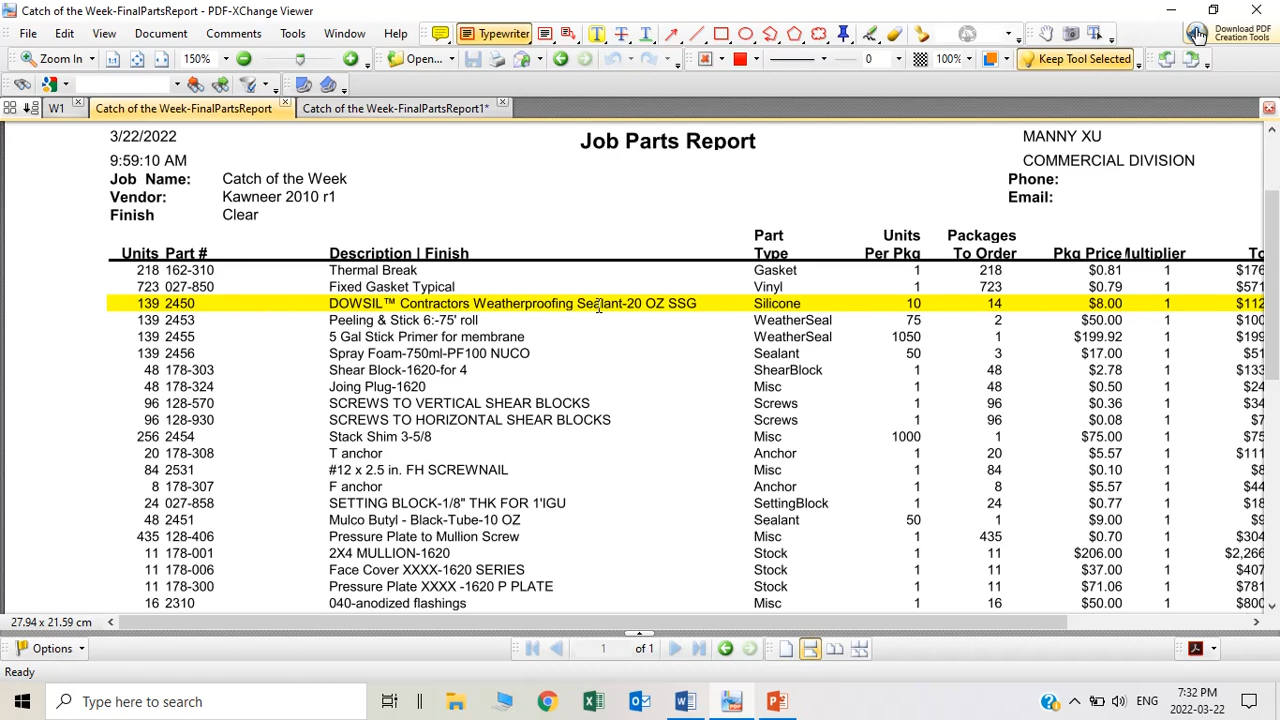 Catch of the Week-FinalPartsReport - PDF-XChange Viewer
File Edit View Document Comments Tools Window Help Download PDF Creation Tools
Typewriter
Zoom In 150% Open... 0 100% Keep Tool Selected
W1 Catch of the Week-FinalPartsReport Catch of the Week-FinalPartsReport1*
3/22/2022 Job Parts Report MANNY XU
9:59:10 AM COMMERCIAL DIVISION
Job Name: Catch of the Week Phone:
Vendor: Kawneer 2010 r1 Email:
Finish Clear
Part Units Packages
Units Part # Description | Finish Type Per Pkg To Order Pkg Price Multiplier To
218 162-310 Thermal Break Gasket 1 218 $0.81 1 $176
723 027-850 Fixed Gasket Typical Vinyl 1 723 $0.79 1 $571
139 2450 DOWSIL™ Contractors Weatherproofing Sealant-20 OZ SSG Silicone 10 14 $8.00 1 $112
139 2453 Peeling & Stick 6:-75' roll WeatherSeal 75 2 $50.00 1 $100
139 2455 5 Gal Stick Primer for membrane WeatherSeal 1050 1 $199.92 1 $199
139 2456 Spray Foam-750ml-PF100 NUCO Sealant 50 3 $17.00 1 $51
48 178-303 Shear Block-1620-for 4 ShearBlock 1 48 $2.78 1 $133
48 178-324 Joing Plug-1620 Misc 1 48 $0.50 1 $24
96 128-570 SCREWS TO VERTICAL SHEAR BLOCKS Screws 1 96 $0.36 1 $34
96 128-930 SCREWS TO HORIZONTAL SHEAR BLOCKS Screws 1 96 $0.08 1 $7
256 2454 Stack Shim 3-5/8 Misc 1000 1 $75.00 1 $75
20 178-308 T anchor Anchor 1 20 $5.57 1 $111
84 2531 #12 x 2.5 in. FH SCREWNAIL Misc 1 84 $0.10 1 $8
8 178-307 F anchor Anchor 1 8 $5.57 1 $44
24 027-858 SETTING BLOCK-1/8" THK FOR 1'IGU SettingBlock 1 24 $0.77 1 $18
48 2451 Mulco Butyl - Black-Tube-10 OZ Sealant 50 1 $9.00 1 $9
435 128-406 Pressure Plate to Mullion Screw Misc 1 435 $0.70 1 $304
11 178-001 2X4 MULLION-1620 Stock 1 11 $206.00 1 $2,266
11 178-006 Face Cover XXXX-1620 SERIES Stock 1 11 $37.00 1 $407
11 178-300 Pressure Plate XXXX -1620 P PLATE Stock 1 11 $71.06 1 $781
16 2310 040-anodized flashings Misc 1 16 $50.00 1 $800
27.94 x 21.59 cm
Options 1 of 1
Ready
Type here to search ENG 7:32 PM
2022-03-22